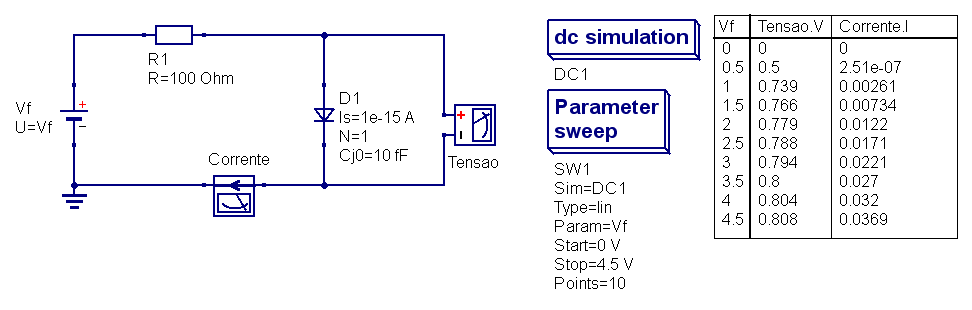 R1
R=100 Ohm
Vf
U=Vf
+
–
D1
Is=1e-15 A
N=1
Cj0=10 fF
+
–
Tensao
Corrente
dc simulation
DC1
Parameter
sweep
SW1
Sim=DC1
Type=lin
Param=Vf
Start=0 V
Stop=4.5 V
Points=10
Vf Tensao.V Corrente.I
0 0 0
0.5 0.5 2.51e-07
1 0.739 0.00261
1.5 0.766 0.00734
2 0.779 0.0122
2.5 0.788 0.0171
3 0.794 0.0221
3.5 0.8 0.027
4 0.804 0.032
4.5 0.808 0.0369